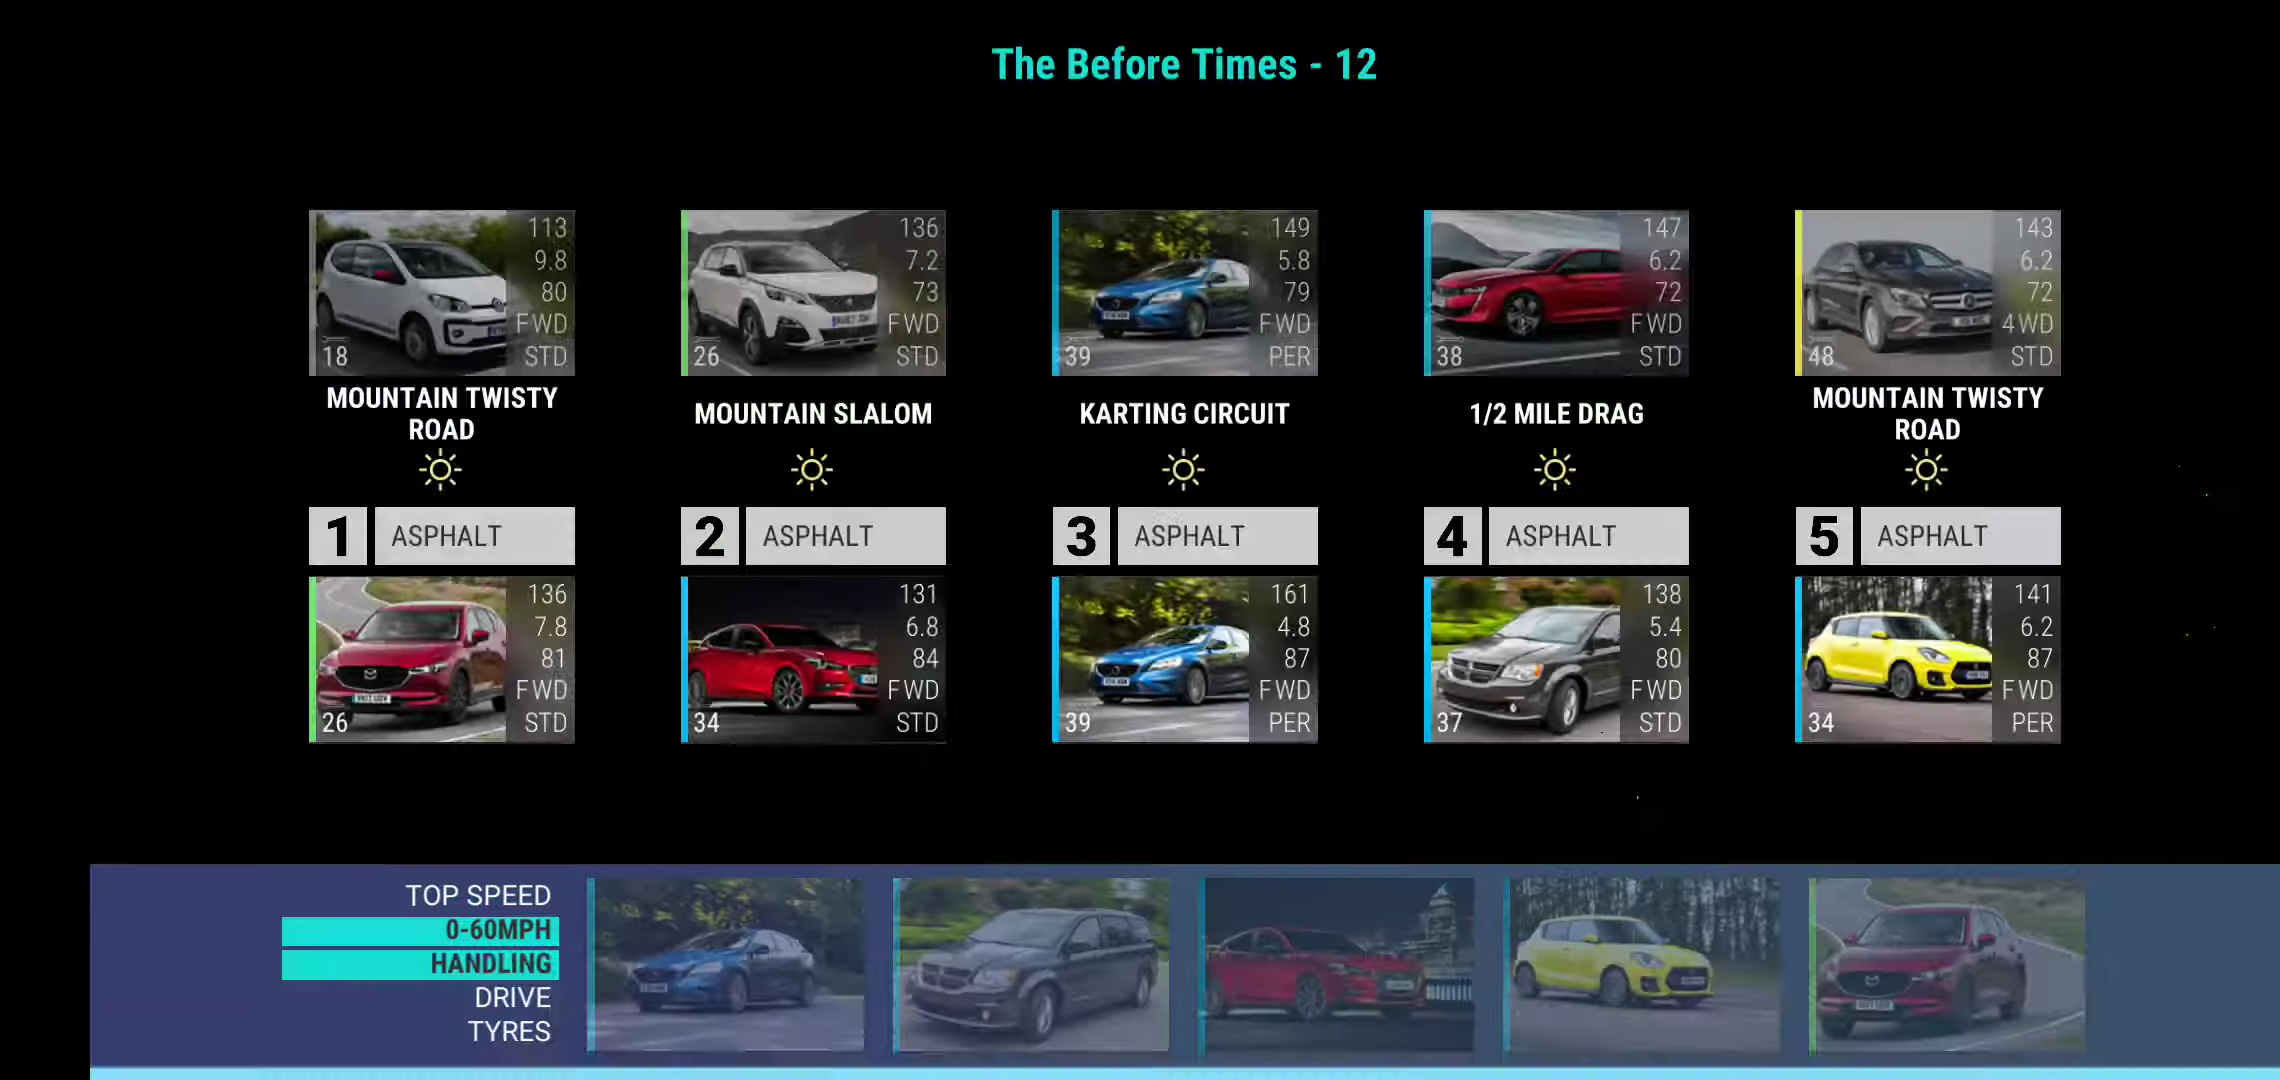 The Before Times - 12
113
9.8
80
FWD
STD
18
136
7.2
73
FWD
STD
26
149
5.8
79
FWD
PER
39
147
6.2
72
FWD
STD
38
143
6.2
72
4WD
STD
48
MOUNTAIN TWISTY
ROAD
MOUNTAIN SLALOM
KARTING CIRCUIT
1/2 MILE DRAG
MOUNTAIN TWISTY
ROAD
1 ASPHALT
2 ASPHALT
3 ASPHALT
4 ASPHALT
5 ASPHALT
136
7.8
81
FWD
STD
26
131
6.8
84
FWD
STD
34
161
4.8
87
FWD
PER
39
138
5.4
80
FWD
STD
37
141
6.2
87
FWD
PER
34
TOP SPEED
0-60MPH
HANDLING
DRIVE
TYRES